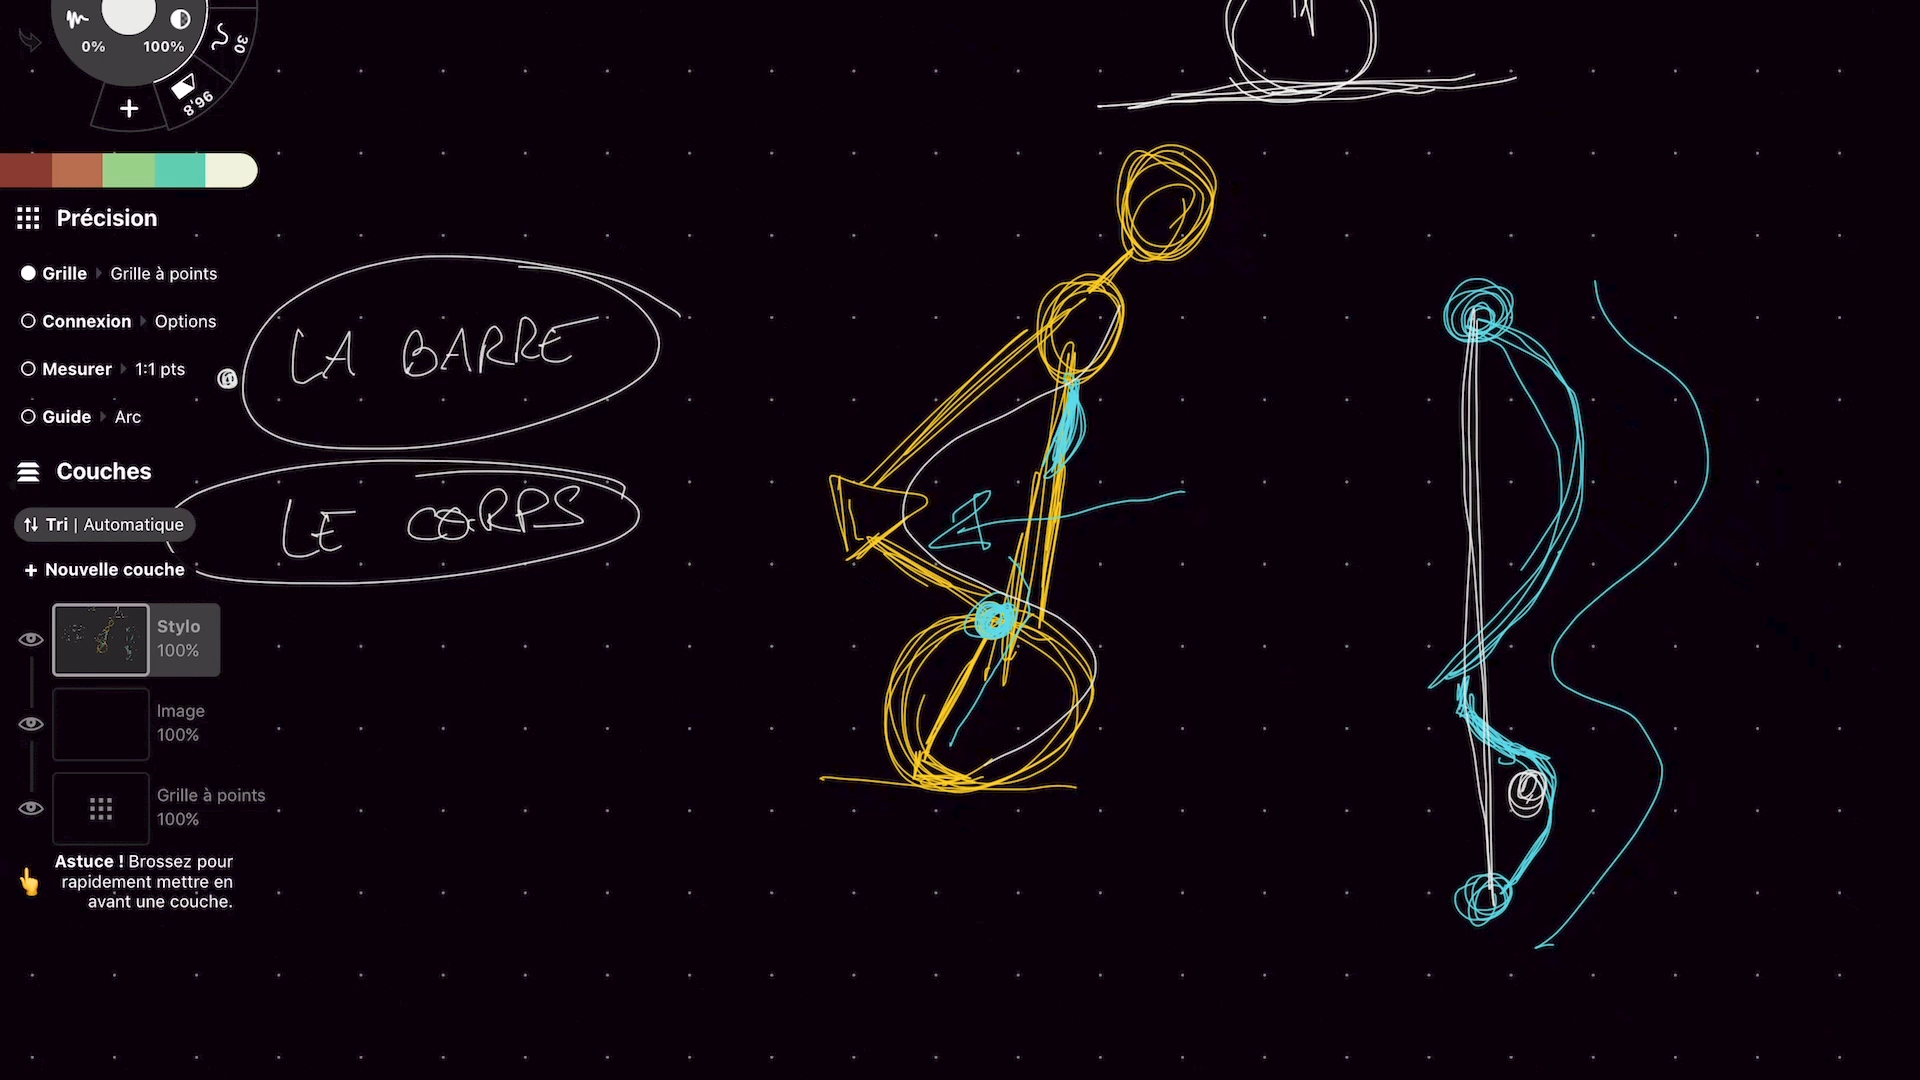 0%
100%
30
96,8
Précision
Grille Grille à points
Connexion Options
Mesurer 1:1 pts
Guide Arc
Couches
Tri | Automatique
+ Nouvelle couche
Stylo
100%
Image
100%
Grille à points
100%
Astuce ! Brossez pour
rapidement mettre en
avant une couche.
LA BARRE
LE CORPS